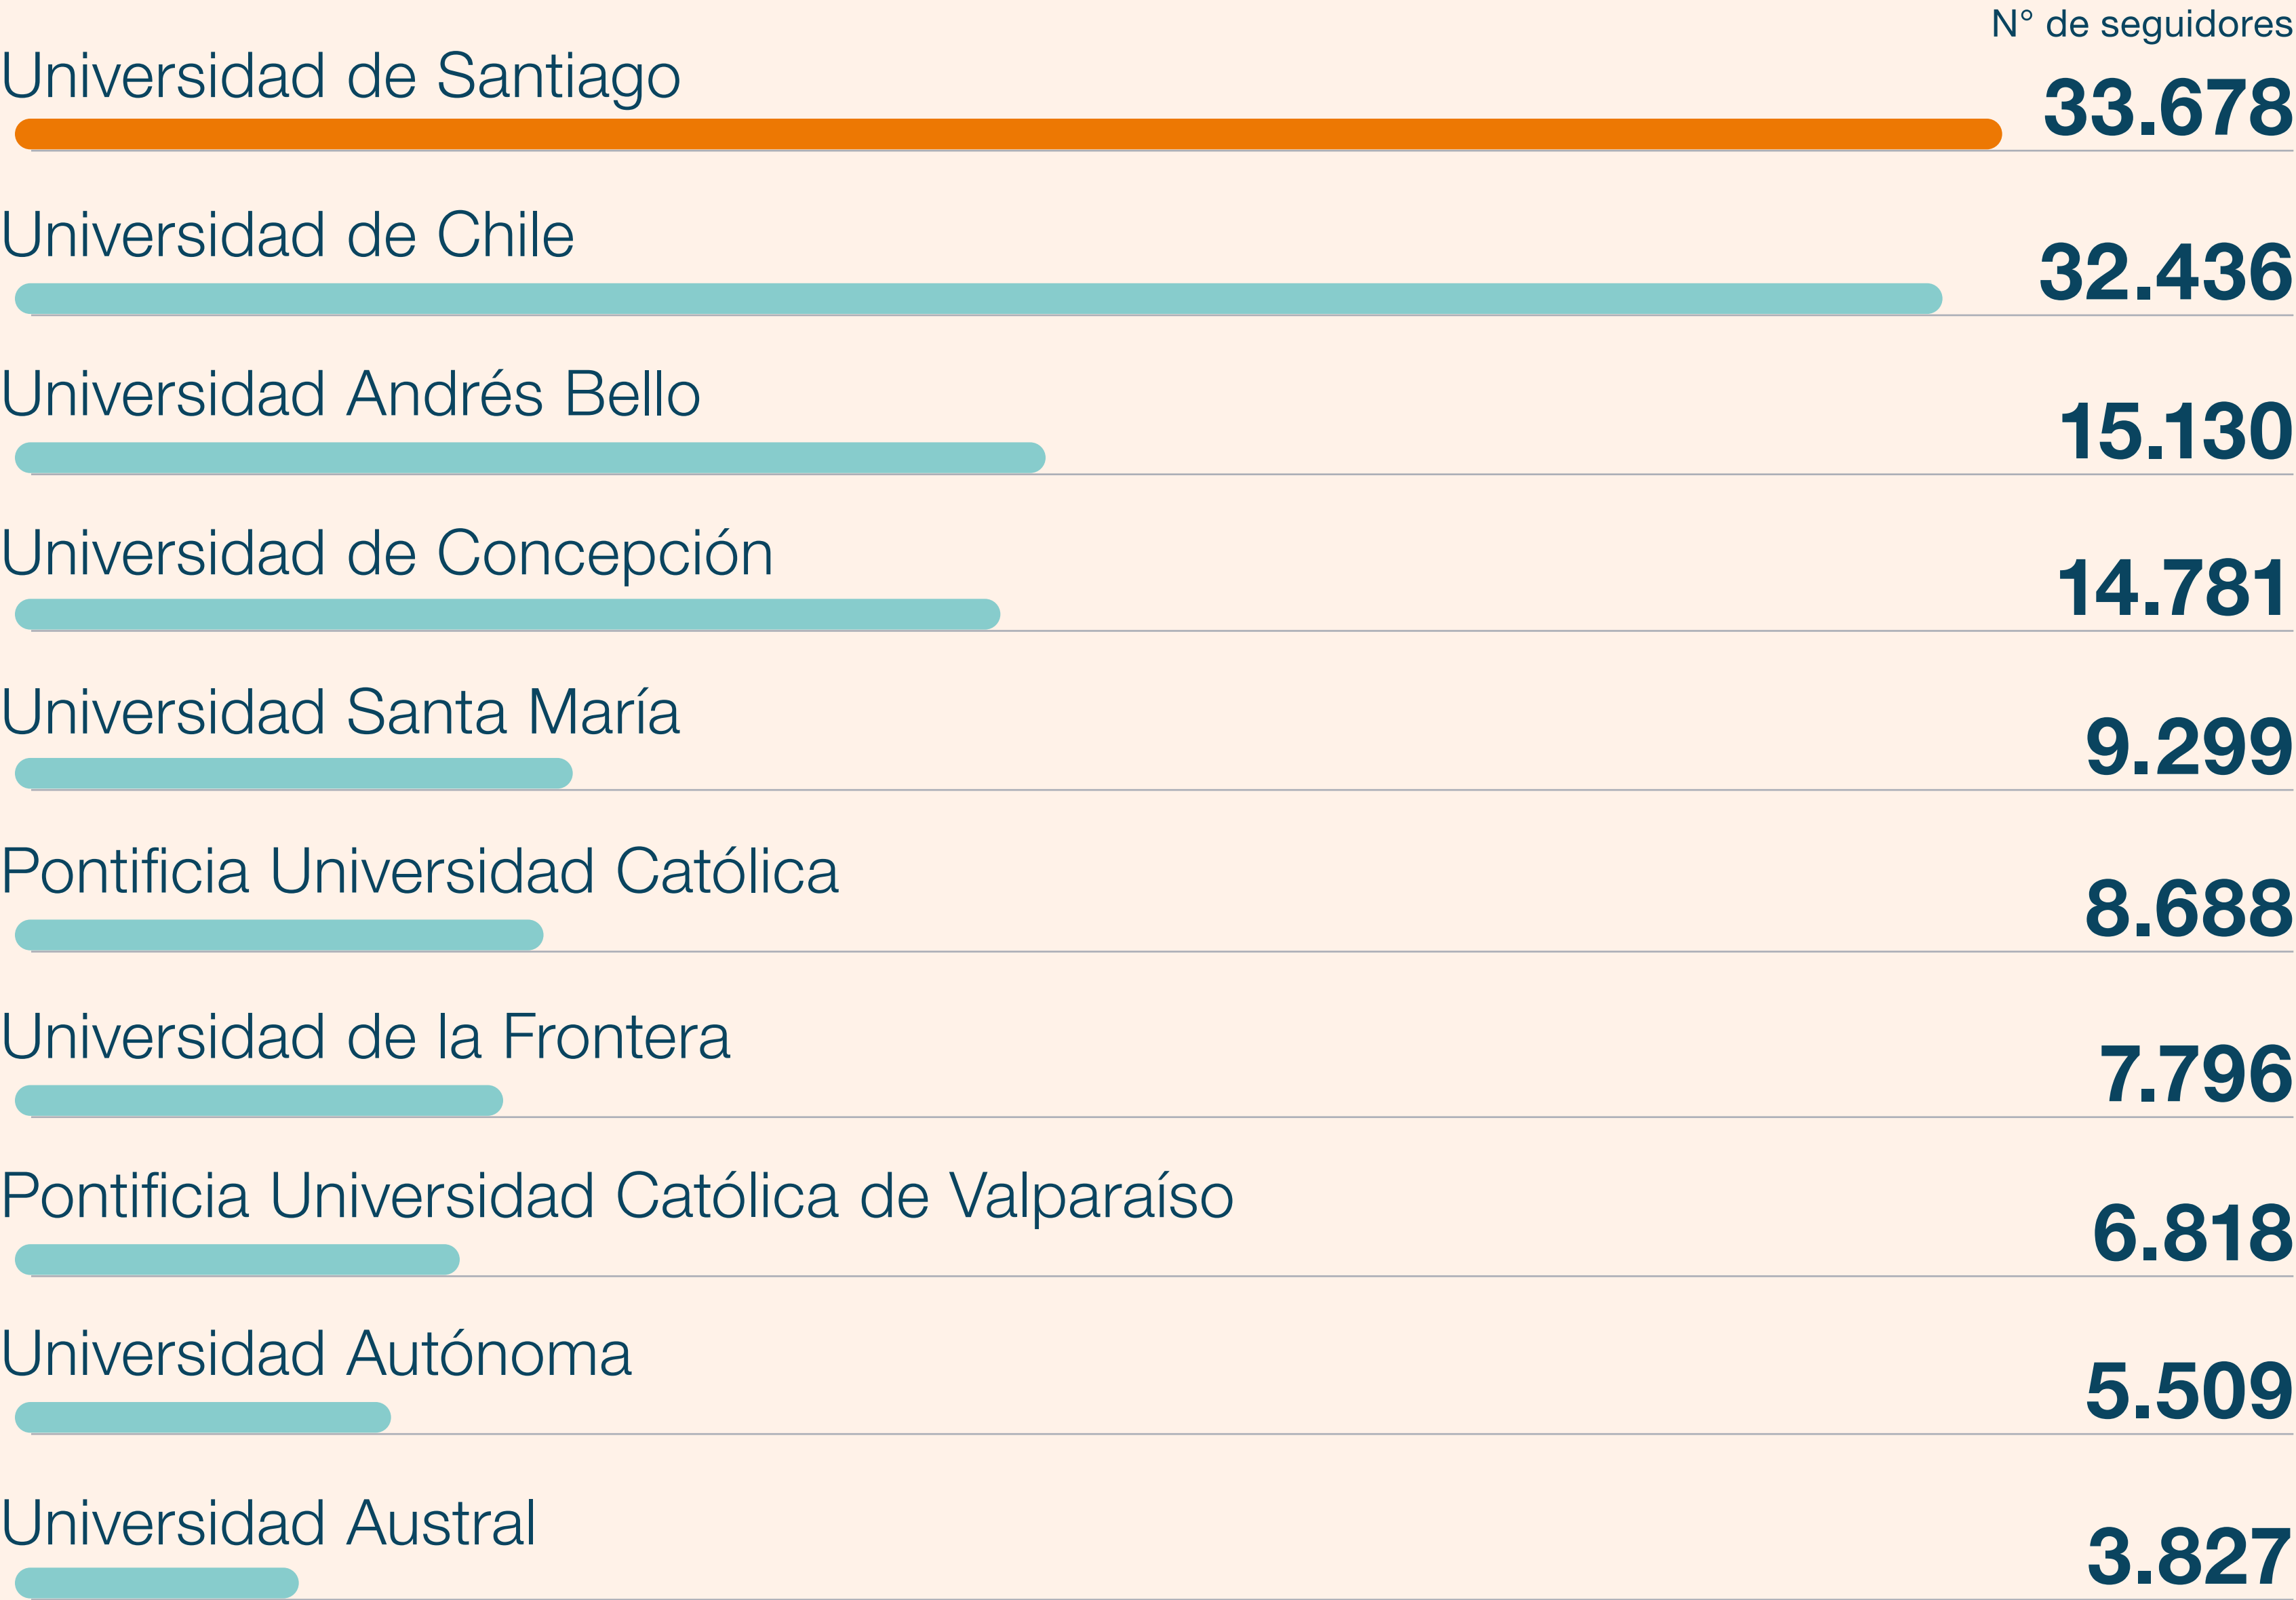 N° de seguidores
Universidad de Santiago
33.678
Universidad de Chile
32.436
Universidad Andrés Bello
15.130
Universidad de Concepción
14.781
Universidad Santa María
9.299
Pontificia Universidad Católica
8.688
Universidad de la Frontera
7.796
Pontificia Universidad Católica de Valparaíso
6.818
Universidad Autónoma
5.509
Universidad Austral
3.827